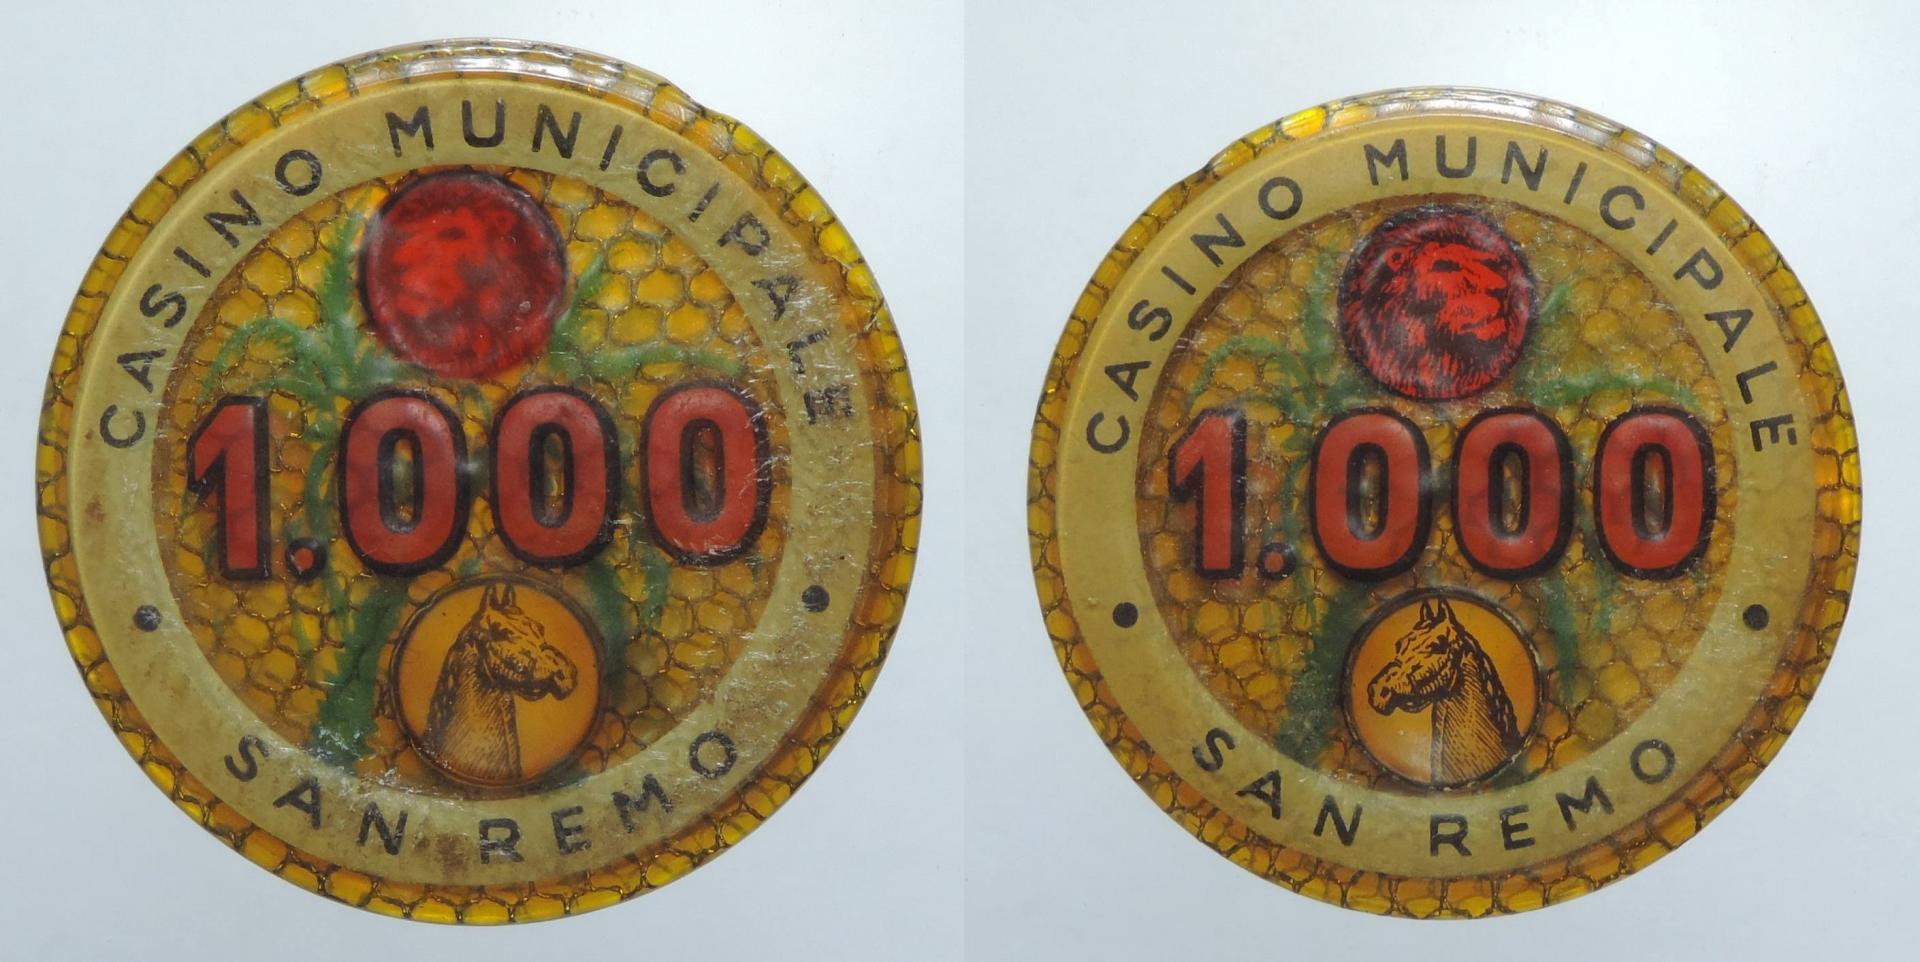 CASINO MUNICIPALE
1.000
SAN REMO
CASINO MUNICIPALE
1.000
SAN REMO